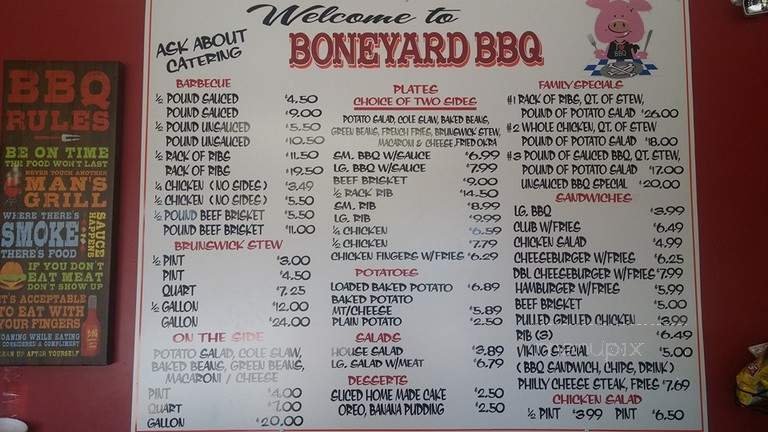 BBQ
RULES
BE ON TIME
THE FOOD WON'T LAST
NEVER TOUCH ANOTHER
MAN'S
GRILL
WHERE THERE'S
SMOKE
THERE'S FOOD
SAUCE
HAPPENS
IF YOU DON'T
EAT MEAT
DON'T SHOW UP
IT'S ACCEPTABLE
TO EAT WITH
YOUR FINGERS
MOANING WHILE EATING
CONSIDERED A COMPLIMENT
CLEAN UP AFTER YOURSELF
Welcome to
BONEYARD BBQ
ASK ABOUT
CATERING
BARBECUE
½ POUND SAUCED $4.50
POUND SAUCED $9.00
½ POUND UNSAUCED $5.50
POUND UNSAUCED $10.50
½ RACK OF RIBS $11.50
RACK OF RIBS $19.50
¼ CHICKEN (NO SIDES) $3.49
½ CHICKEN (NO SIDES) $5.50
½ POUND BEEF BRISKET $5.50
POUND BEEF BRISKET $11.00
BRUNSWICK STEW
½ PINT $3.00
PINT $4.50
QUART $7.25
½ GALLON $12.00
GALLON $24.00
ON THE SIDE
POTATO SALAD, COLE SLAW,
BAKED BEANS, GREEN BEANS,
MACARONI / CHEESE
PINT $4.00
QUART $7.00
GALLON $20.00
PLATES
CHOICE OF TWO SIDES
POTATO SALAD, COLE SLAW, BAKED BEANS,
GREEN BEANS, FRENCH FRIES, BRUNSWICK STEW,
MACARONI & CHEESE, FRIED OKRA
SM. BBQ W/SAUCE $6.99
LG. BBQ W/SAUCE $7.99
BEEF BRISKET $9.00
½ RACK RIB $14.50
SM. RIB $8.99
LG. RIB $9.99
¼ CHICKEN $6.59
½ CHICKEN $7.79
CHICKEN FINGERS W/FRIES $6.29
POTATOES
LOADED BAKED POTATO $6.89
BAKED POTATO
MT/CHEESE $5.89
PLAIN POTATO $2.50
SALADS
HOUSE SALAD $3.89
LG. SALAD W/MEAT $6.79
DESSERTS
SLICED HOME MADE CAKE $2.50
OREO, BANANA PUDDING $2.50
FAMILY SPECIALS
#1 RACK OF RIBS, QT. OF STEW,
POUND OF POTATO SALAD $26.00
#2 WHOLE CHICKEN, QT. OF STEW
POUND OF POTATO SALAD $18.00
#3 POUND OF SAUCED BBQ, QT. STEW,
POUND OF POTATO SALAD $17.00
UNSAUCED BBQ SPECIAL $20.00
SANDWICHES
LG. BBQ $3.99
CLUB W/FRIES $6.49
CHICKEN SALAD $4.99
CHEESEBURGER W/FRIES $6.25
DBL CHEESEBURGER W/FRIES $7.99
HAMBURGER W/FRIES $5.99
BEEF BRISKET $5.00
PULLED GRILLED CHICKEN $3.99
RIB (3) $6.49
VIKING SPECIAL $5.00
(BBQ SANDWICH, CHIPS, DRINK)
PHILLY CHEESE STEAK, FRIES $7.69
CHICKEN SALAD
½ PINT $3.99 PINT $6.50